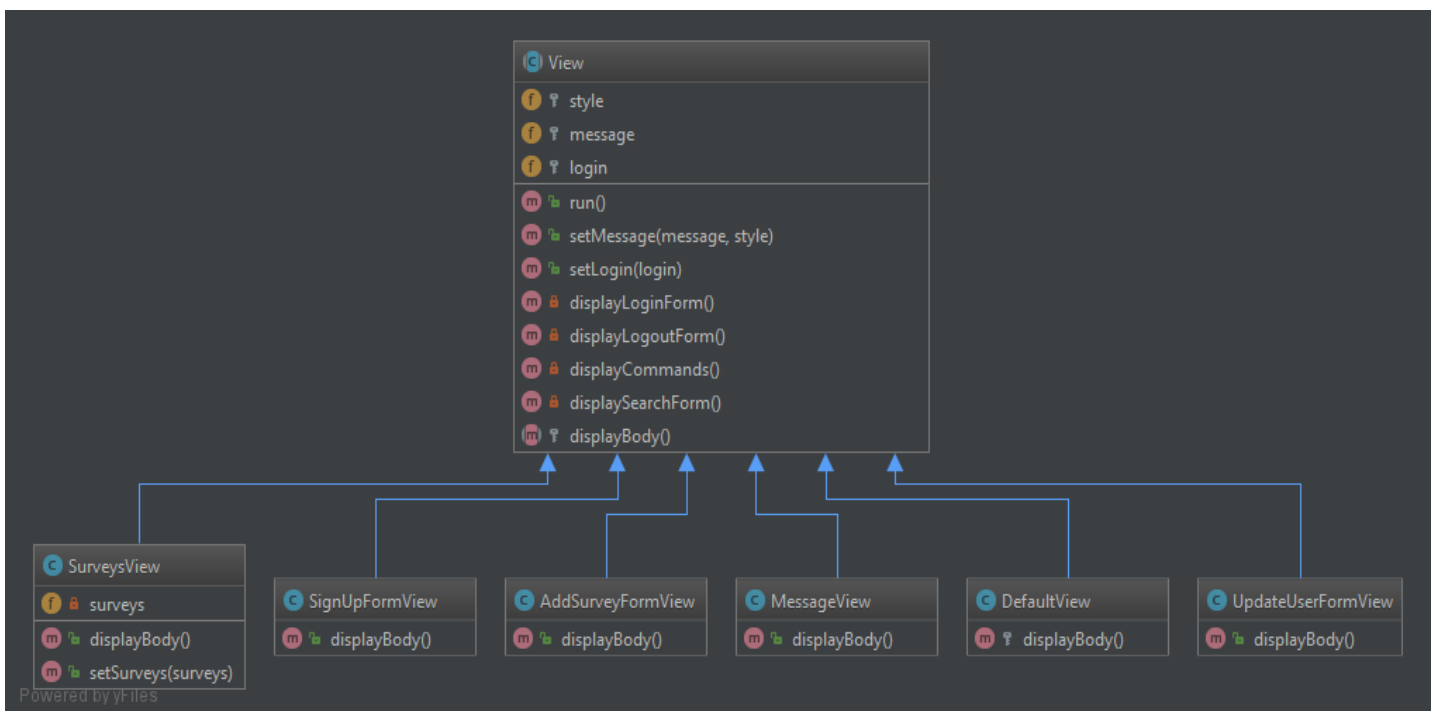 View
style
message
login
run()
setMessage(message, style)
setLogin(login)
displayLoginForm()
displayLogoutForm()
displayCommands()
displaySearchForm()
displayBody()
SurveysView
surveys
displayBody()
setSurveys(surveys)
SignUpFormView
displayBody()
AddSurveyFormView
displayBody()
MessageView
displayBody()
DefaultView
displayBody()
UpdateUserFormView
displayBody()
Powered by yFiles